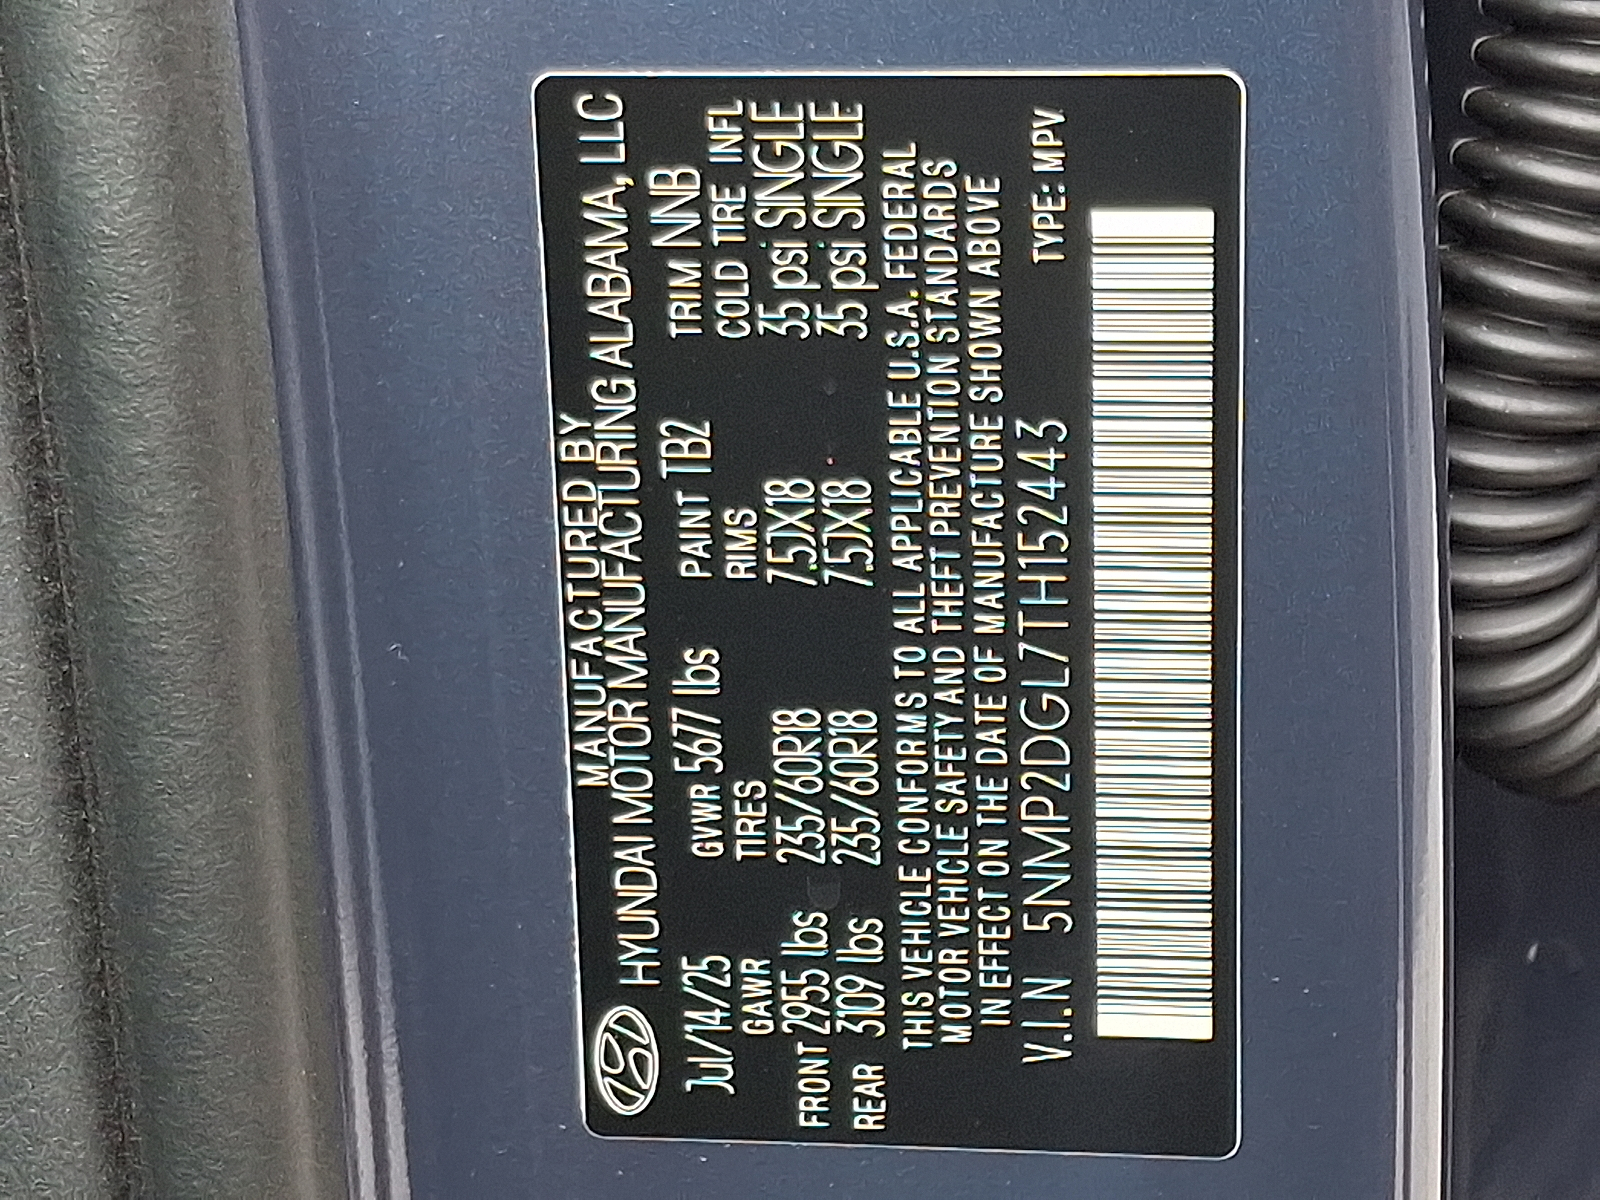 MANUFACTURED BY
HYUNDAI MOTOR MANUFACTURING ALABAMA, LLC
Jul/14/25 GVWR 5677 lbs PAINT TB2 TRIM NNB
GAWR TIRES RIMS COLD TIRE INFL
FRONT 2955 lbs 235/60R18 7.5JX18 35 psi SINGLE
REAR 3109 lbs 235/60R18 7.5JX18 35 psi SINGLE
THIS VEHICLE CONFORMS TO ALL APPLICABLE U.S.A. FEDERAL
MOTOR VEHICLE SAFETY AND THEFT PREVENTION STANDARDS
IN EFFECT ON THE DATE OF MANUFACTURE SHOWN ABOVE
V.I.N 5NMP2DGL7TH152443 TYPE: MPV